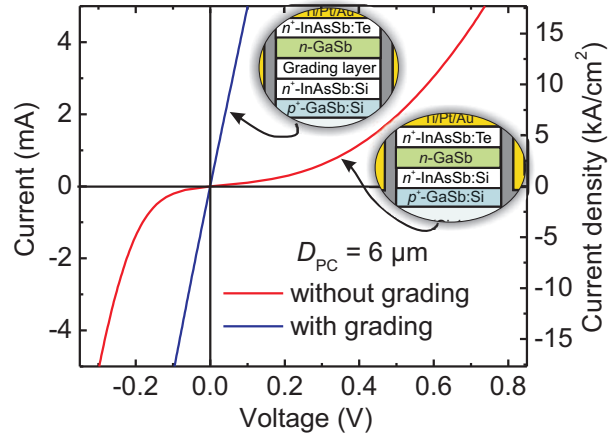 4
2
0
-2
-4
Current (mA)
-0.2
0.0
0.2
0.4
0.6
0.8
Voltage (V)
15
10
5
0
-5
-10
-15
Current density (kA/cm²)
Ti/Pt/Au
n⁺-InAsSb:Te
n-GaSb
Grading layer
n⁺-InAsSb:Si
p⁺-GaSb:Si
Ti/Pt/Au
n⁺-InAsSb:Te
n-GaSb
n⁺-InAsSb:Si
p⁺-GaSb:Si
D_PC = 6 µm
without grading
with grading